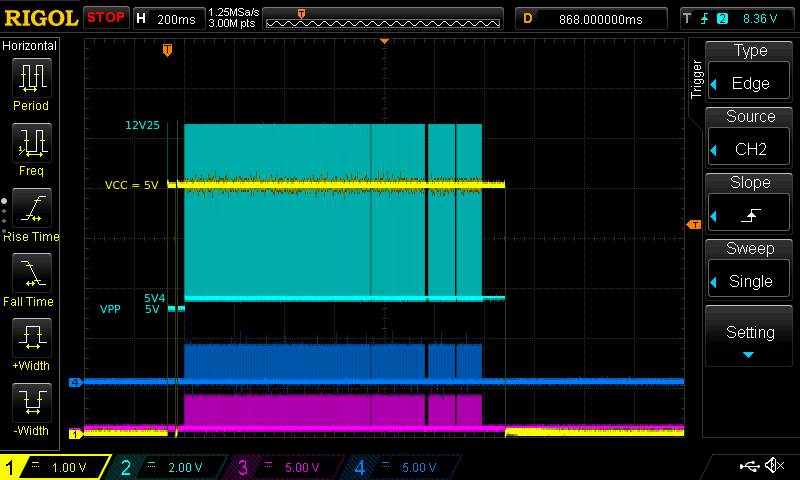 RIGOL STOP H 200ms 1.25MSa/s 3.00M pts T D 868.000000ms T 2 8.36 V
Horizontal
Period
Freq
Rise Time
Fall Time
+Width
-Width
T
12V25
VCC = 5V
5V4
VPP 5V
4
1
T
Trigger
Type
Edge
Source
CH2
Slope
Sweep
Single
Setting
1 1.00 V 2 2.00 V 3 5.00 V 4 5.00 V